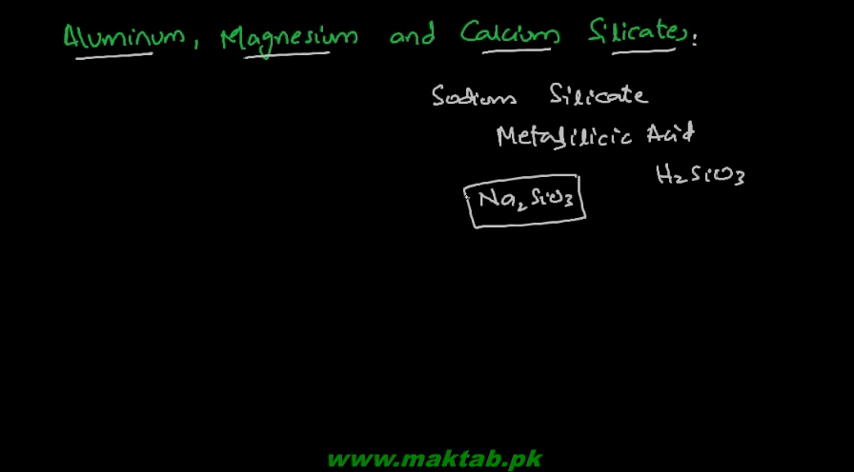 Aluminum, Magnesium and Calcium Silicates:
Sodium Silicate
Metasilicic Acid
H2SiO3
Na2SiO3
www.maktab.pk